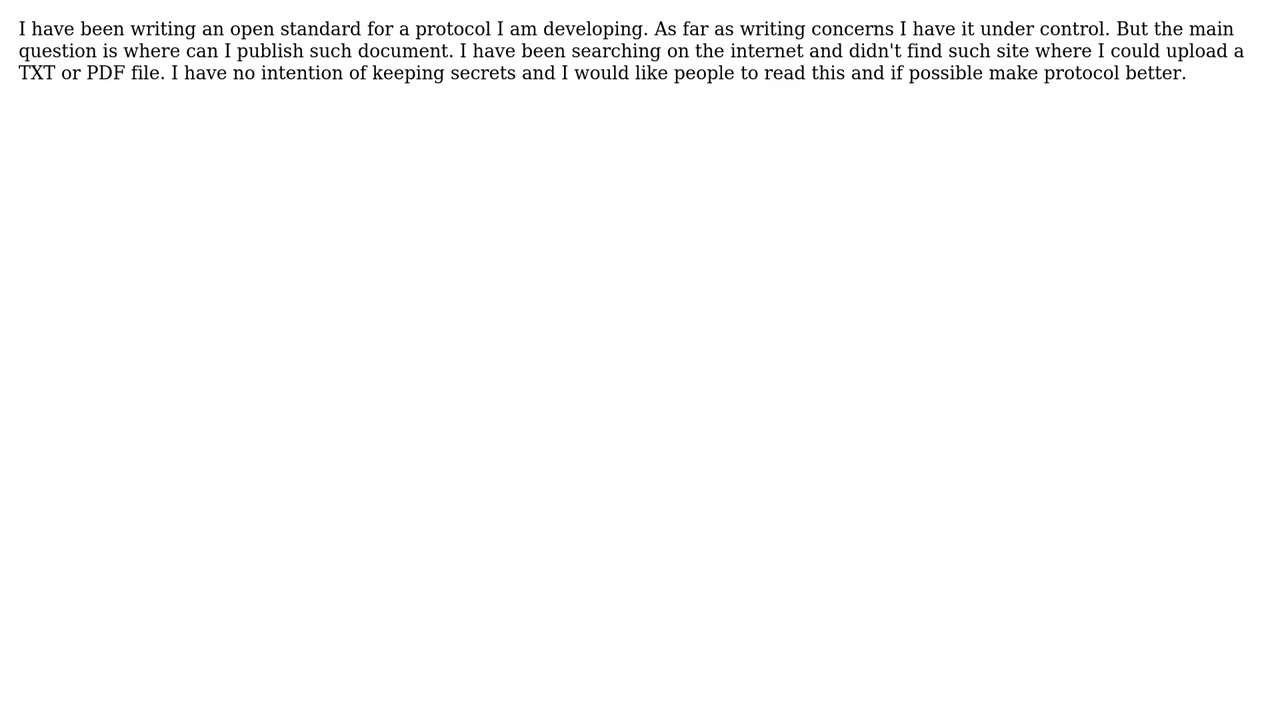 I have been writing an open standard for a protocol I am developing. As far as writing concerns I have it under control. But the main
question is where can I publish such document. I have been searching on the internet and didn't find such site where I could upload a
TXT or PDF file. I have no intention of keeping secrets and I would like people to read this and if possible make protocol better.